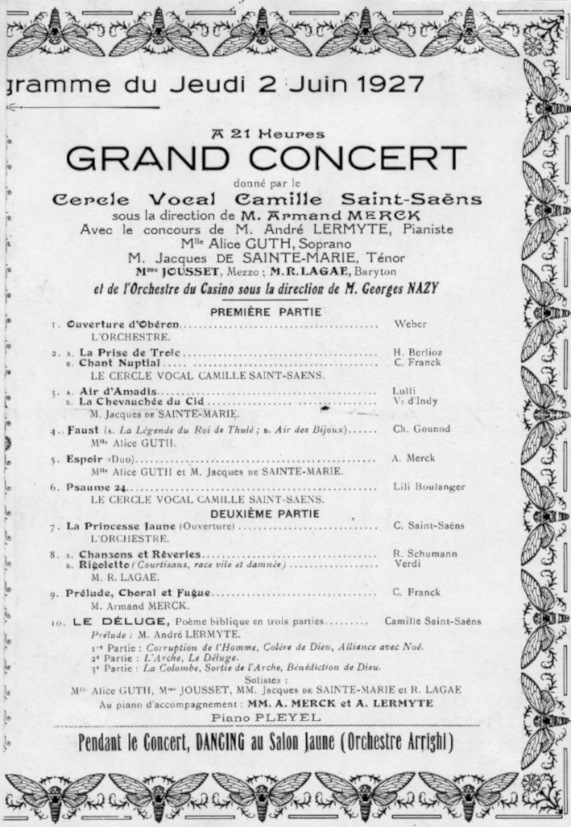 gramme du Jeudi 2 Juin 1927
A 21 Heures
GRAND CONCERT
donné par le
Cercle Vocal Camille Saint-Saëns
sous la direction de M. Armand MERCK
Avec le concours de M. André LERMYTE, Pianiste
Mlle Alice GUTH, Soprano
M. Jacques DE SAINTE-MARIE, Ténor
Mme JOUSSET, Mezzo ; M. R. LAGAE, Baryton
et de l'Orchestre du Casino sous la direction de M. Georges NAZY
PREMIÈRE PARTIE
1. Ouverture d'Obéron........ Weber
L'ORCHESTRE.
2. A. La Prise de Troie........ H. Berlioz
B. Chant Nuptial........ C. Franck
LE CERCLE VOCAL CAMILLE SAINT-SAENS.
3. A. Air d'Amadis........ Lulli
B. La Chevauchée du Cid........ Vt d'Indy
M. Jacques DE SAINTE-MARIE.
4. Faust (A. La Légende du Roi de Thulé ; B. Air des Bijoux)...... Ch. Gounod
Mlle Alice GUTH.
5. Espoir (Duo)........ A. Merck
Mlle Alice GUTH et M. Jacques DE SAINTE-MARIE.
6. Psaume 24........ Lili Boulanger
LE CERCLE VOCAL CAMILLE SAINT-SAENS.
DEUXIÈME PARTIE
7. La Princesse Jaune (Ouverture)........ C. Saint-Saëns
L'ORCHESTRE.
8. A. Chansons et Rêveries........ R. Schumann
B. Rigoletto (Courtisans, race vile et damnée)........ Verdi
M. R. LAGAE.
9. Prélude, Choral et Fugue........ C. Franck
M. Armand MERCK.
10. LE DÉLUGE, Poème biblique en trois parties........ Camille Saint-Saëns
Prélude : M. André LERMYTE.
1re Partie : Corruption de l'Homme, Colère de Dieu, Alliance avec Noé.
2e Partie : L'Arche, Le Déluge.
3e Partie : La Colombe, Sortie de l'Arche, Bénédiction de Dieu.
Solistes :
Mlle Alice GUTH, Mme JOUSSET, MM. Jacques DE SAINTE-MARIE et R. LAGAE
Au piano d'accompagnement : MM. A. MERCK et A. LERMYTE
Piano PLEYEL
Pendant le Concert, DANCING au Salon Jaune (Orchestre Arrighi)